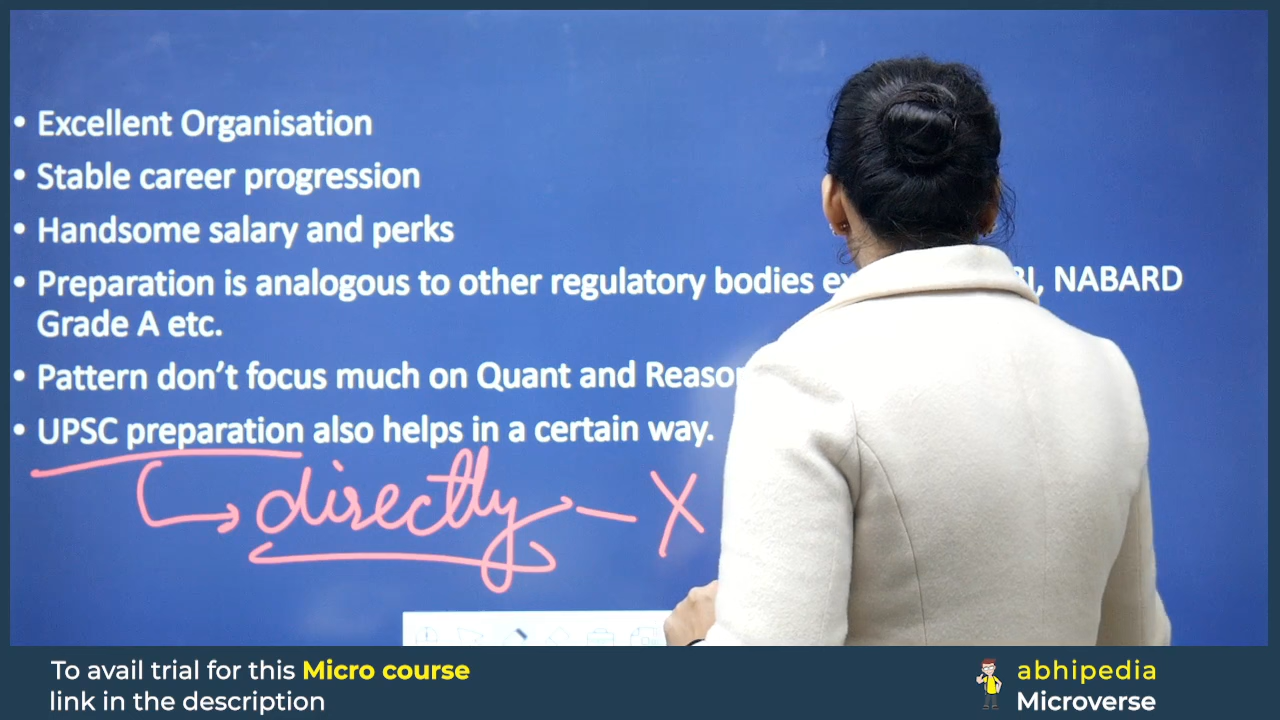 • Excellent Organisation
• Stable career progression
• Handsome salary and perks
• Preparation is analogous to other regulatory bodies NABARD
Grade A etc.
• Pattern don't focus much on Quant and
• UPSC preparation also helps in a certain way.
directly — X
To avail trial for this Micro course
link in the description
abhipedia
Microverse